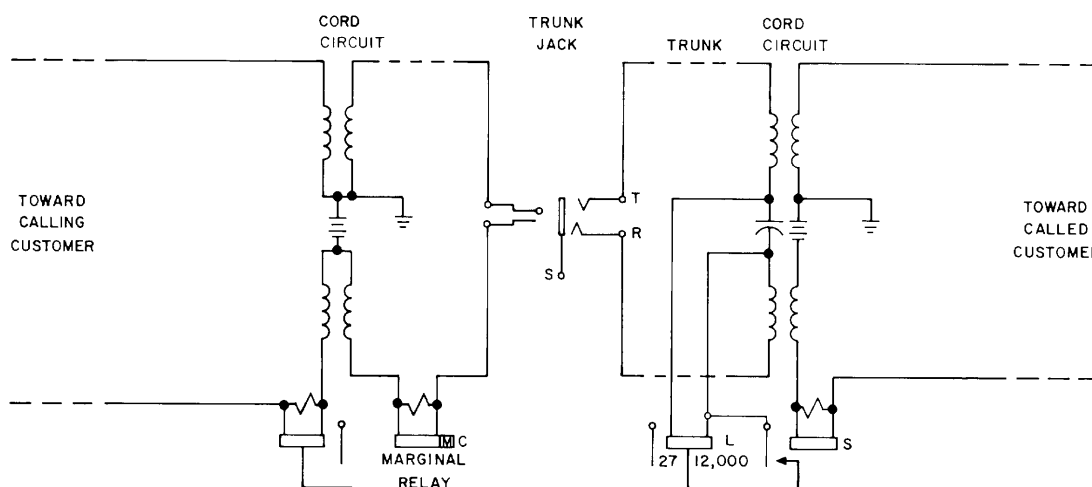 CORD
CIRCUIT
TRUNK
JACK
TRUNK
CORD
CIRCUIT
TOWARD
CALLING
CUSTOMER
T
R
S
TOWARD
CALLED
CUSTOMER
M C
MARGINAL
RELAY
L
27 12,000
S